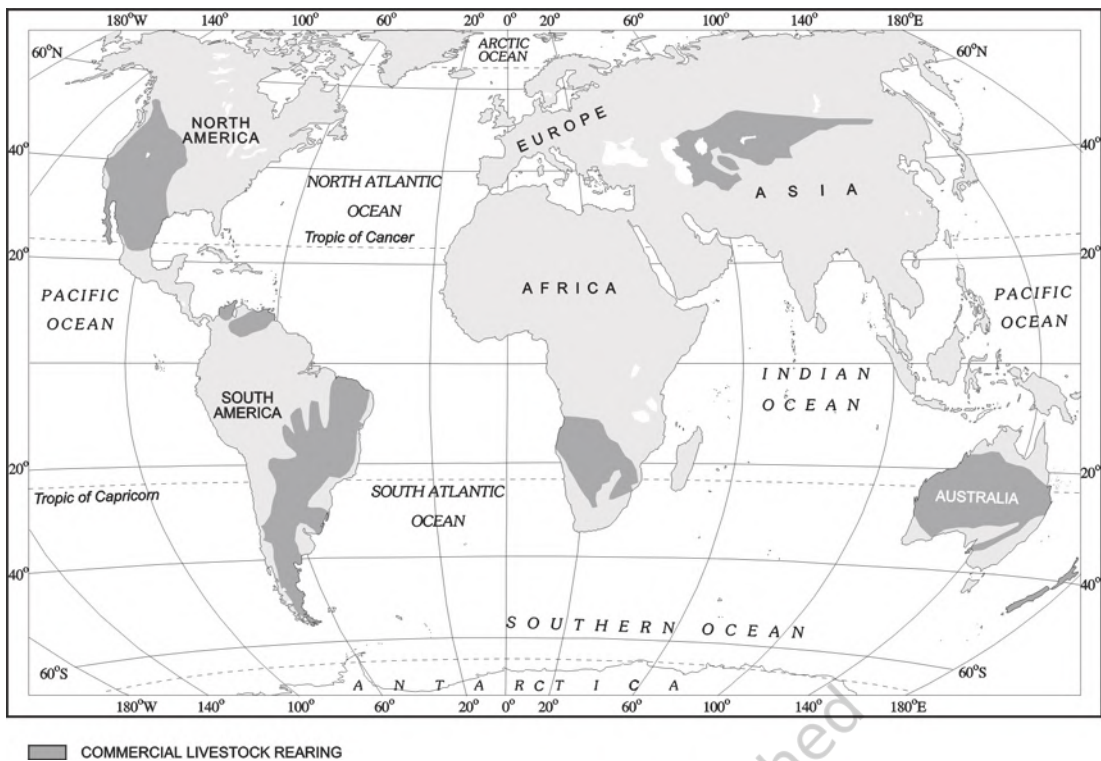 180°W 140° 100° 60° 20° 0° 20° 60° 100° 140° 180°E
ARCTIC
OCEAN
60°N
60°N
NORTH
AMERICA
EUROPE
40°
40°
NORTH ATLANTIC
OCEAN
ASIA
Tropic of Cancer
20°
20°
AFRICA
PACIFIC
OCEAN
PACIFIC
OCEAN
INDIAN
OCEAN
SOUTH
AMERICA
20°
20°
Tropic of Capricorn
SOUTH ATLANTIC
OCEAN
AUSTRALIA
40°
40°
SOUTHERN OCEAN
60°S
60°S
ANTARCTICA
180°W 140° 100° 60° 20° 0° 20° 60° 100° 140° 180°E
COMMERCIAL LIVESTOCK REARING